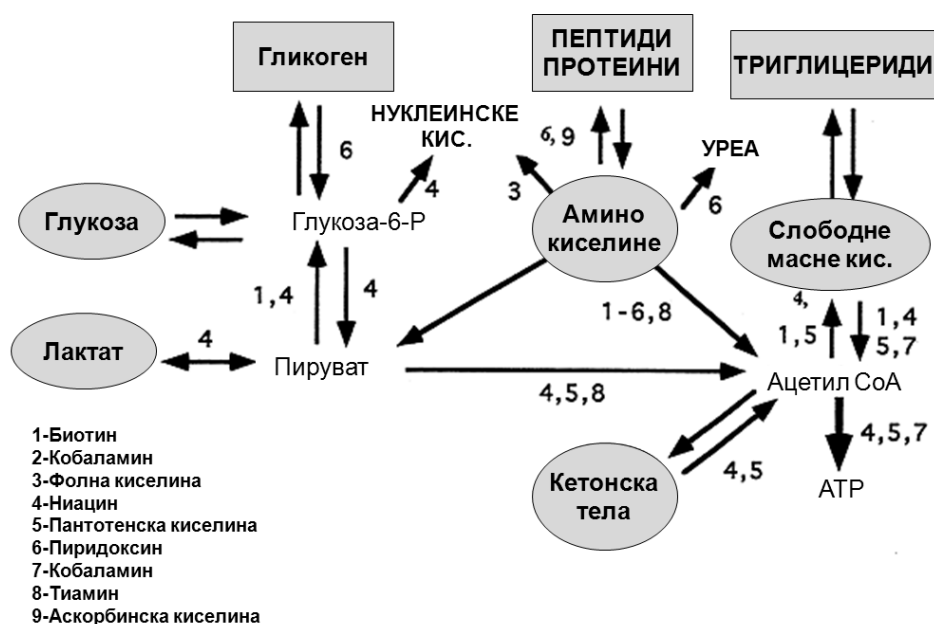 Гликоген
ПЕПТИДИ
ПРОТЕИНИ
ТРИГЛИЦЕРИДИ
НУКЛЕИНСКЕ
КИС.
6
6, 9
УРЕА
4
3
6
Глукоза
Глукоза-6-Р
Амино
киселине
Слободне
масне кис.
1,4
4
1-6,8
4,
1,5
1,4
5,7
Лактат
4
Пируват
4,5,8
Ацетил СоА
4,5,7
4,5
Кетонска
тела
АТР
1-Биотин
2-Кобаламин
3-Фолна киселина
4-Ниацин
5-Пантотенска киселина
6-Пиридоксин
7-Кобаламин
8-Тиамин
9-Аскорбинска киселина